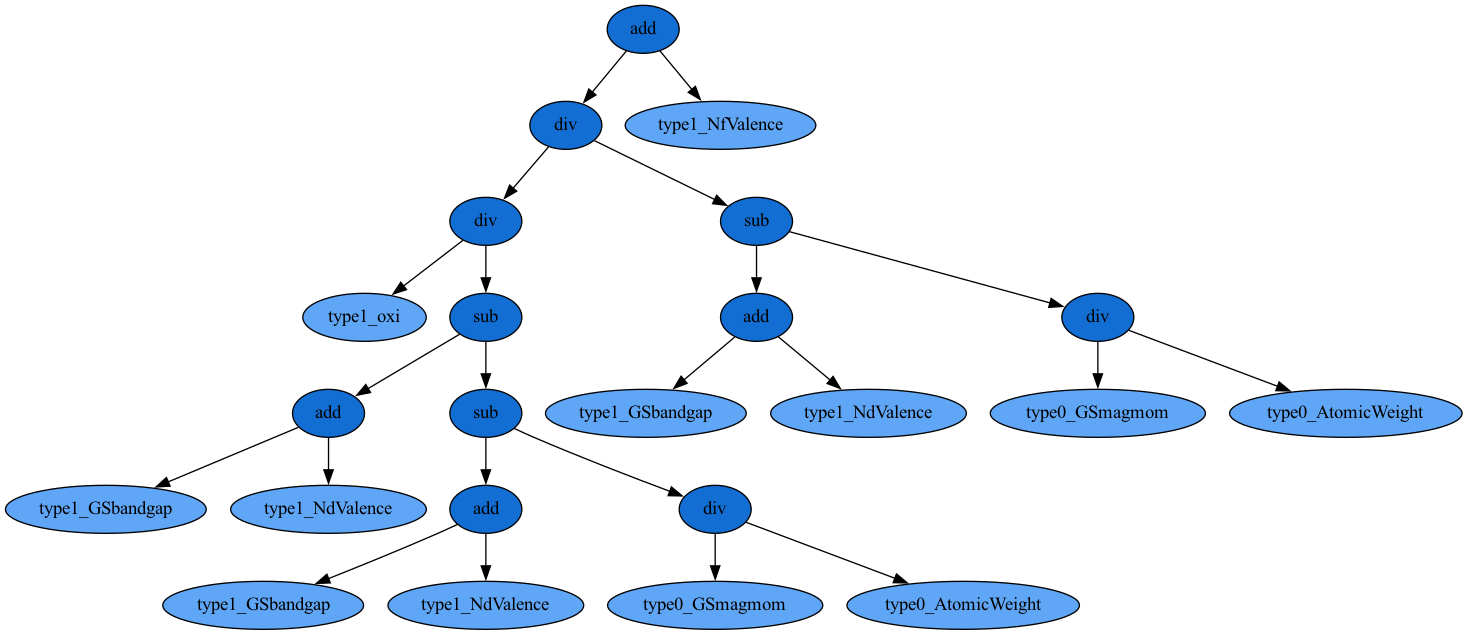 add
div
type1_NfValence
div
sub
type1_oxi
sub
add
div
add
sub
type1_GSbandgap
type1_NdValence
type0_GSmagmom
type0_AtomicWeight
type1_GSbandgap
type1_NdValence
add
div
type1_GSbandgap
type1_NdValence
type0_GSmagmom
type0_AtomicWeight